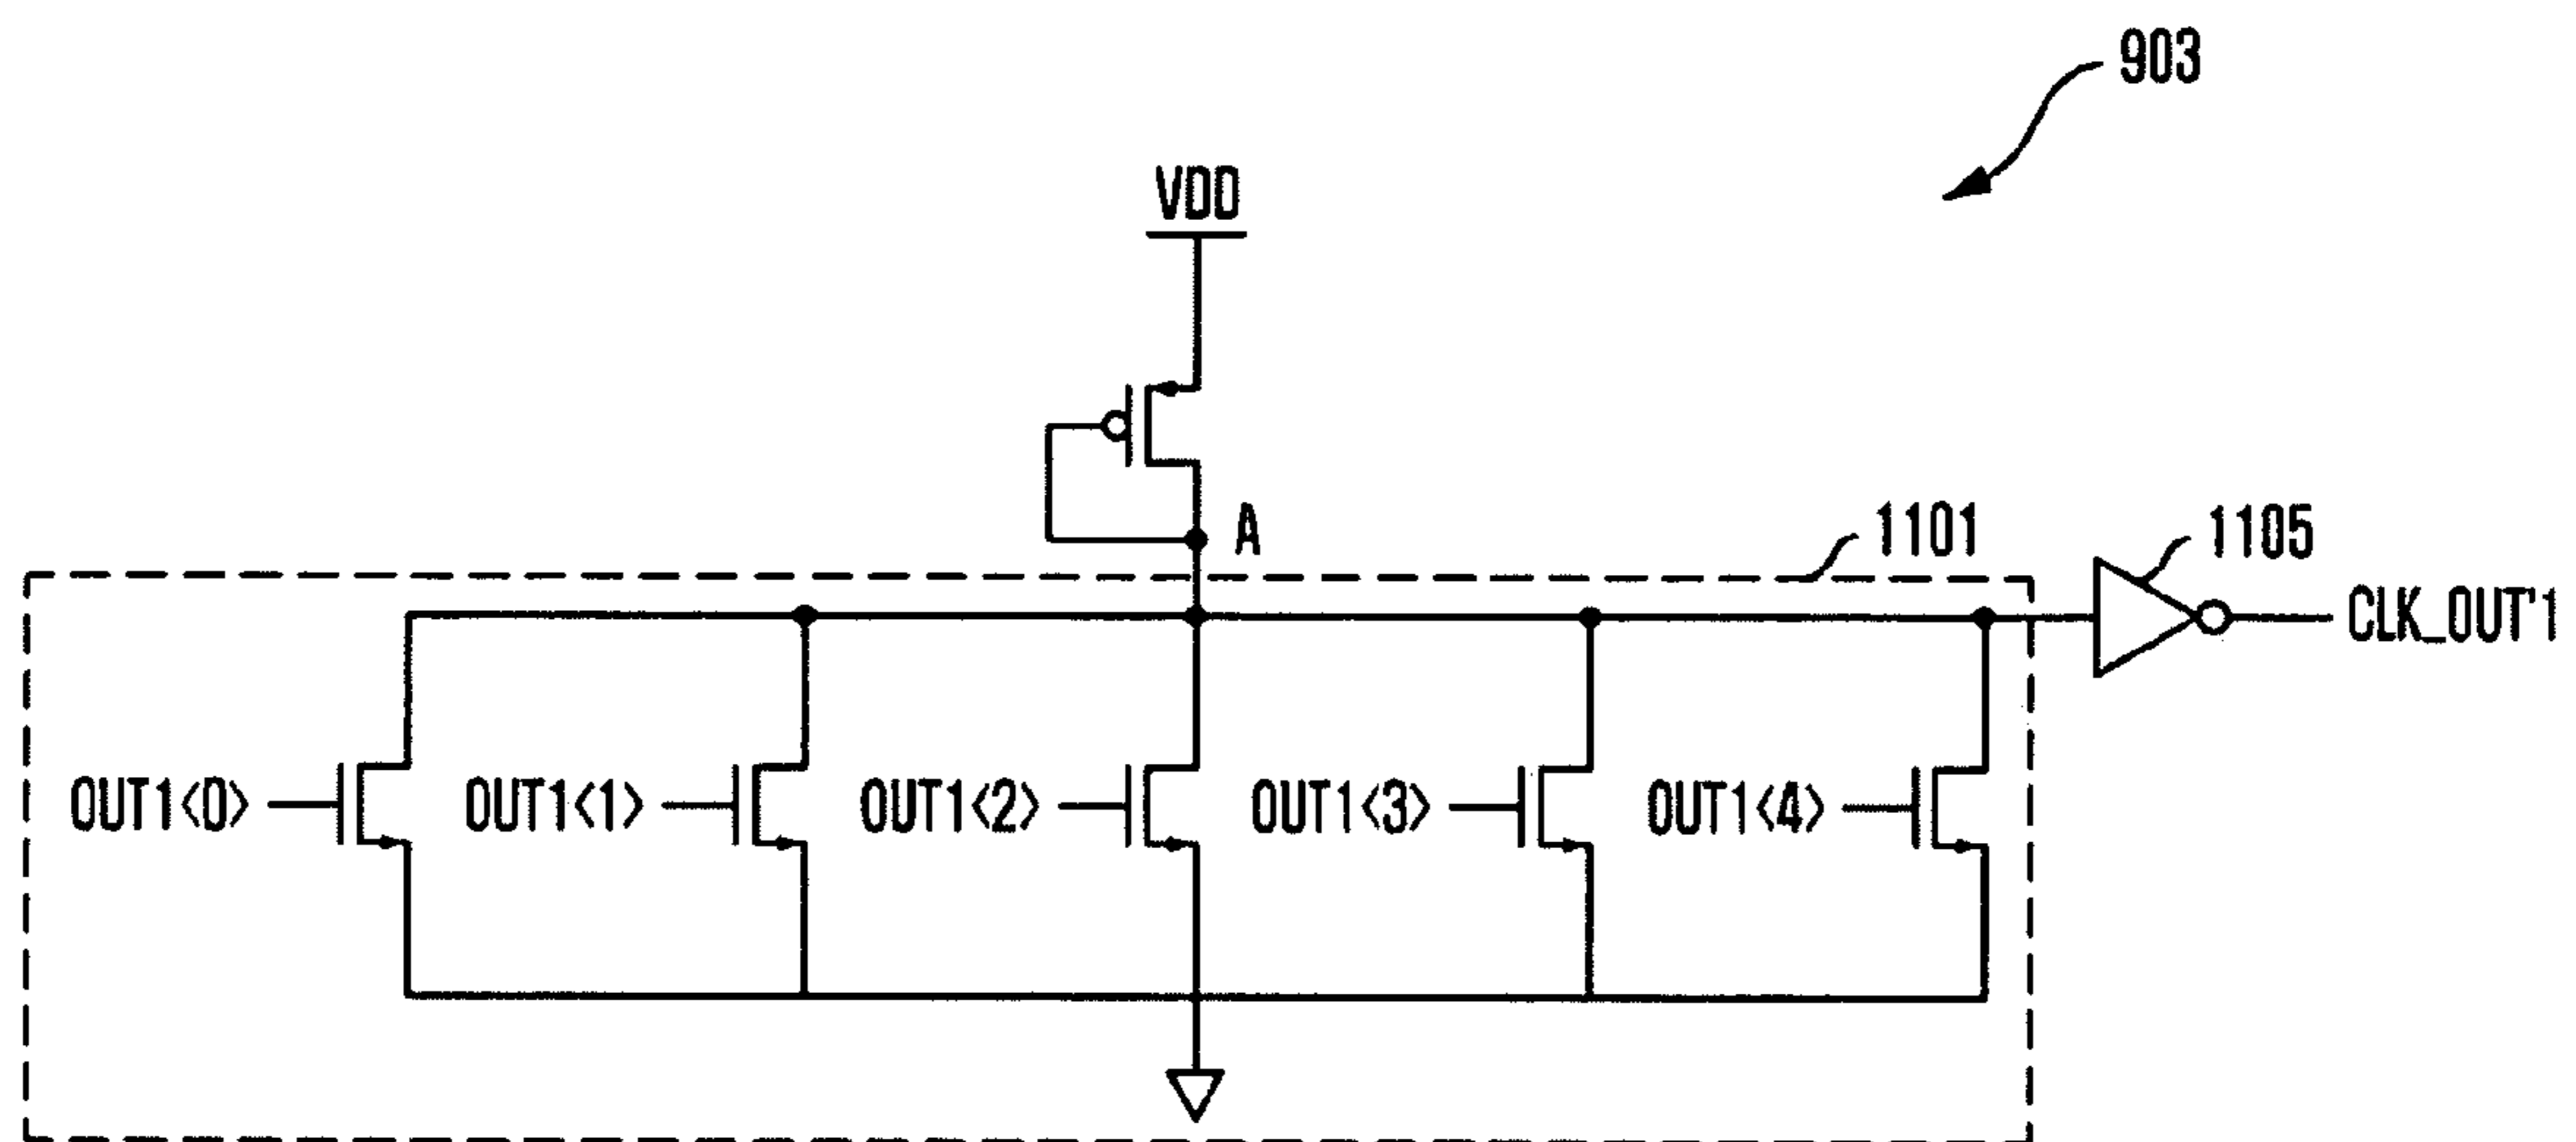 903
VDD
A
1101
1105
CLK_OUT'1
OUT1<0>
OUT1<1>
OUT1<2>
OUT1<3>
OUT1<4>